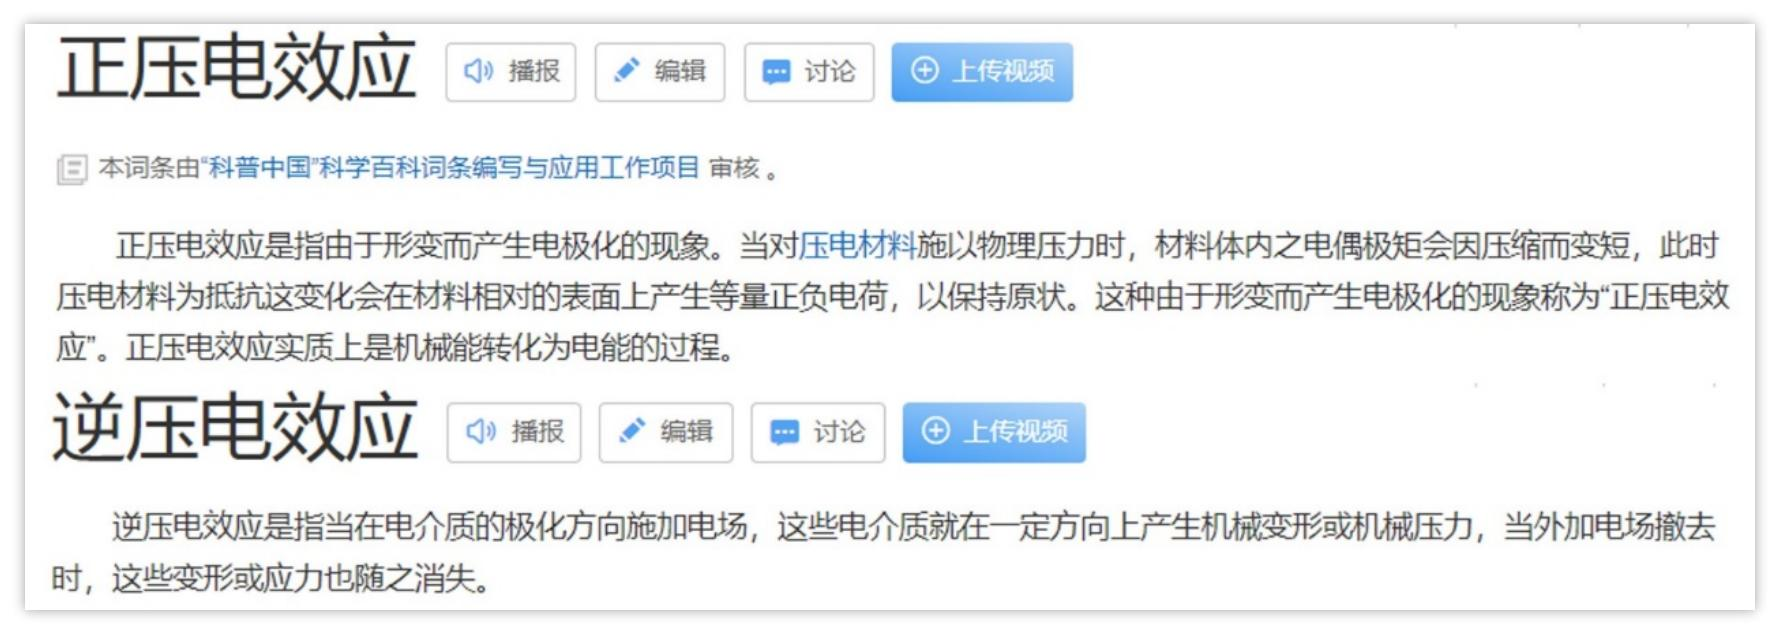 正压电效应 播报 编辑 讨论 上传视频
本词条由“科普中国”科学百科词条编写与应用工作项目 审核 。
正压电效应是指由于形变而产生电极化的现象。当对压电材料施以物理压力时，材料体内之电偶极矩会因压缩而变短，此时
压电材料为抵抗这变化会在材料相对的表面上产生等量正负电荷，以保持原状。这种由于形变而产生电极化的现象称为“正压电效
应”。正压电效应实质上是机械能转化为电能的过程。
逆压电效应 播报 编辑 讨论 上传视频
逆压电效应是指当在电介质的极化方向施加电场，这些电介质就在一定方向上产生机械变形或机械压力，当外加电场撤去
时，这些变形或应力也随之消失。